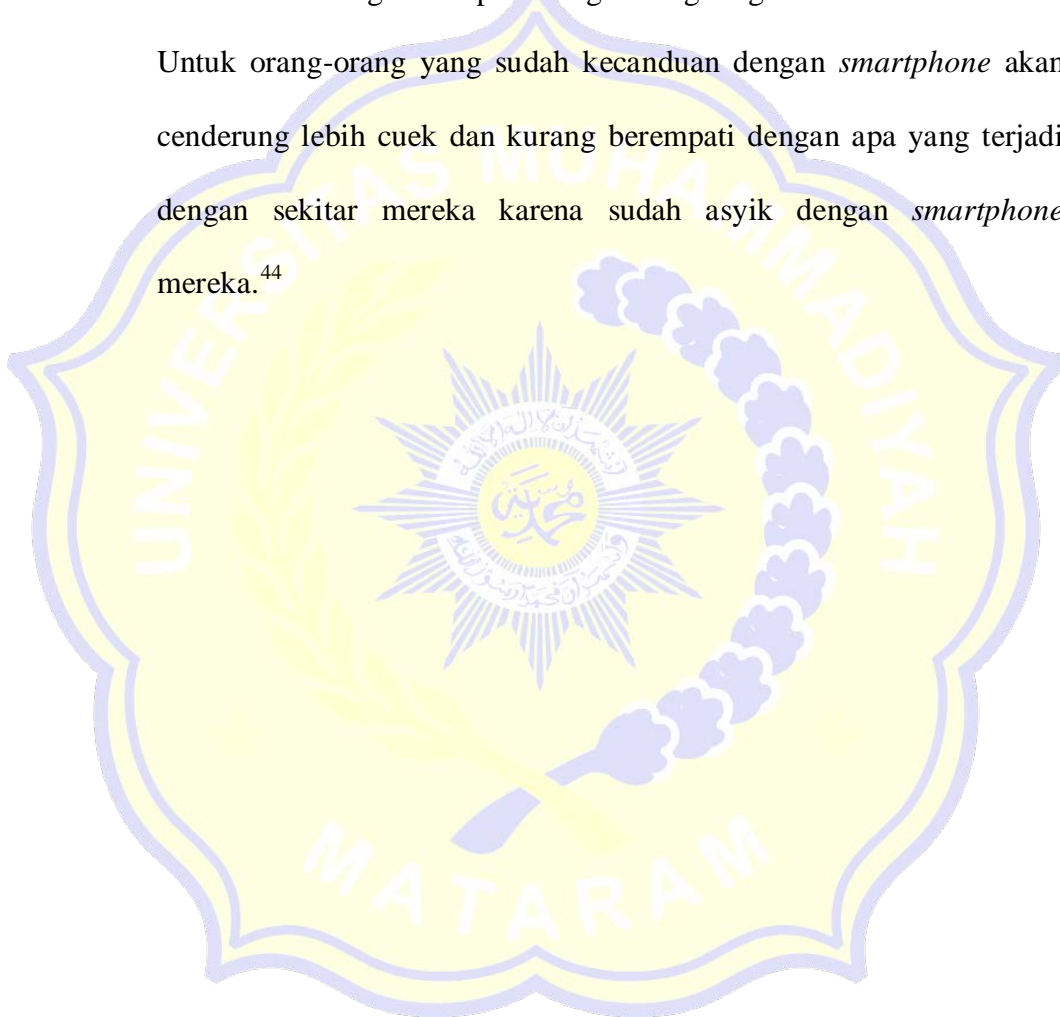 Untuk orang-orang yang sudah kecanduan dengan smartphone akan
cenderung lebih cuek dan kurang berempati dengan apa yang terjadi
dengan sekitar mereka karena sudah asyik dengan smartphone
mereka.44
UNIVERSITAS MUHAMMADIYAH
MATARAM